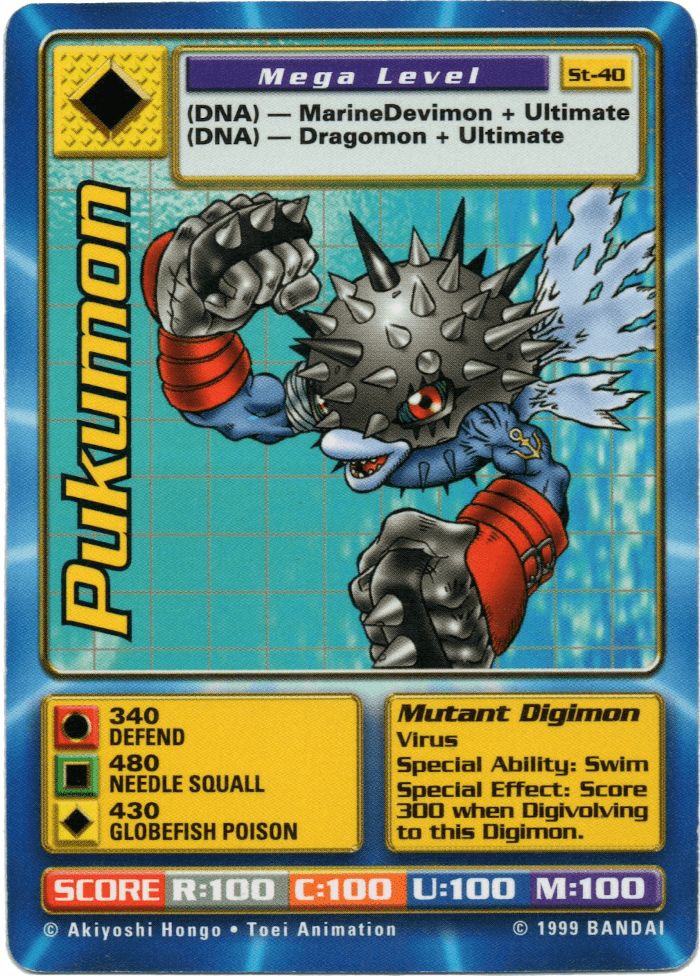 Mega Level
St-40
(DNA) — MarineDevimon + Ultimate
(DNA) — Dragomon + Ultimate
Pukumon
340
DEFEND
480
NEEDLE SQUALL
430
GLOBEFISH POISON
Mutant Digimon
Virus
Special Ability: Swim
Special Effect: Score
300 when Digivolving
to this Digimon.
SCORE R:100 C:100 U:100 M:100
© Akiyoshi Hongo • Toei Animation
© 1999 BANDAI